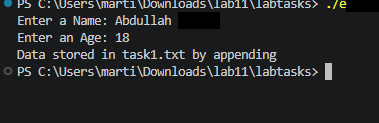 PS C:\Users\marti\Downloads\lab11\labtasks> ./e
Enter a Name: Abdullah
Enter an Age: 18
Data stored in task1.txt by appending
PS C:\Users\marti\Downloads\lab11\labtasks>